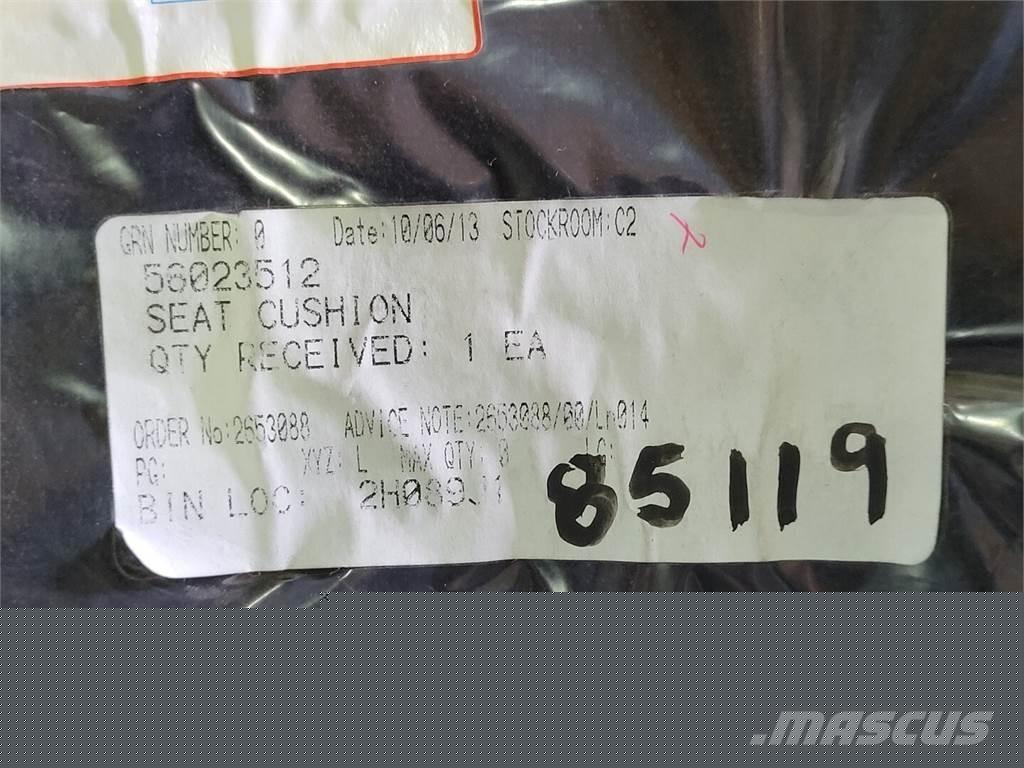 GRN NUMBER: 0 Date:10/06/13 STOCKROOM:C2
56023512
SEAT CUSHION
QTY RECEIVED: 1 EA
ORDER No:2653088 ADVICE NOTE:2653088/60/Ln014
PG: XYZ: L MAX QTY: 0 LC:
BIN LOC: 2H089J1
85119
.MASCUS